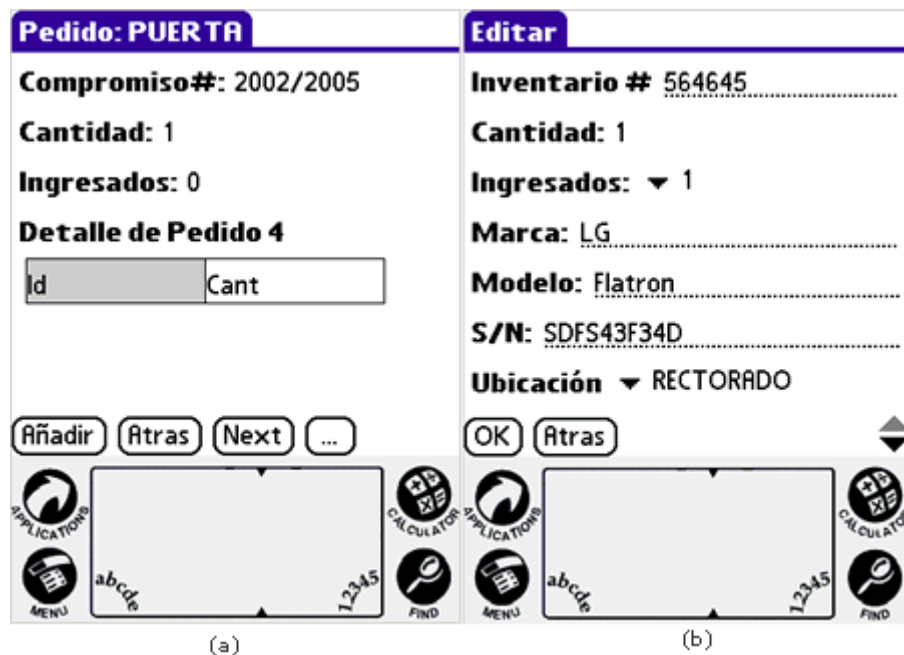 Pedido: PUERTA
Compromiso#: 2002/2005
Cantidad: 1
Ingresados: 0
Detalle de Pedido 4
Id Cant
Añadir Atras Next ...
APPLICATIONS
CALCULATOR
MENU
abcde
12345
FIND
(a)
Editar
Inventario # 564645
Cantidad: 1
Ingresados: 1
Marca: LG
Modelo: Flatron
S/N: SDFS43F34D
Ubicación RECTORADO
OK Atras
APPLICATIONS
CALCULATOR
MENU
abcde
12345
FIND
(b)